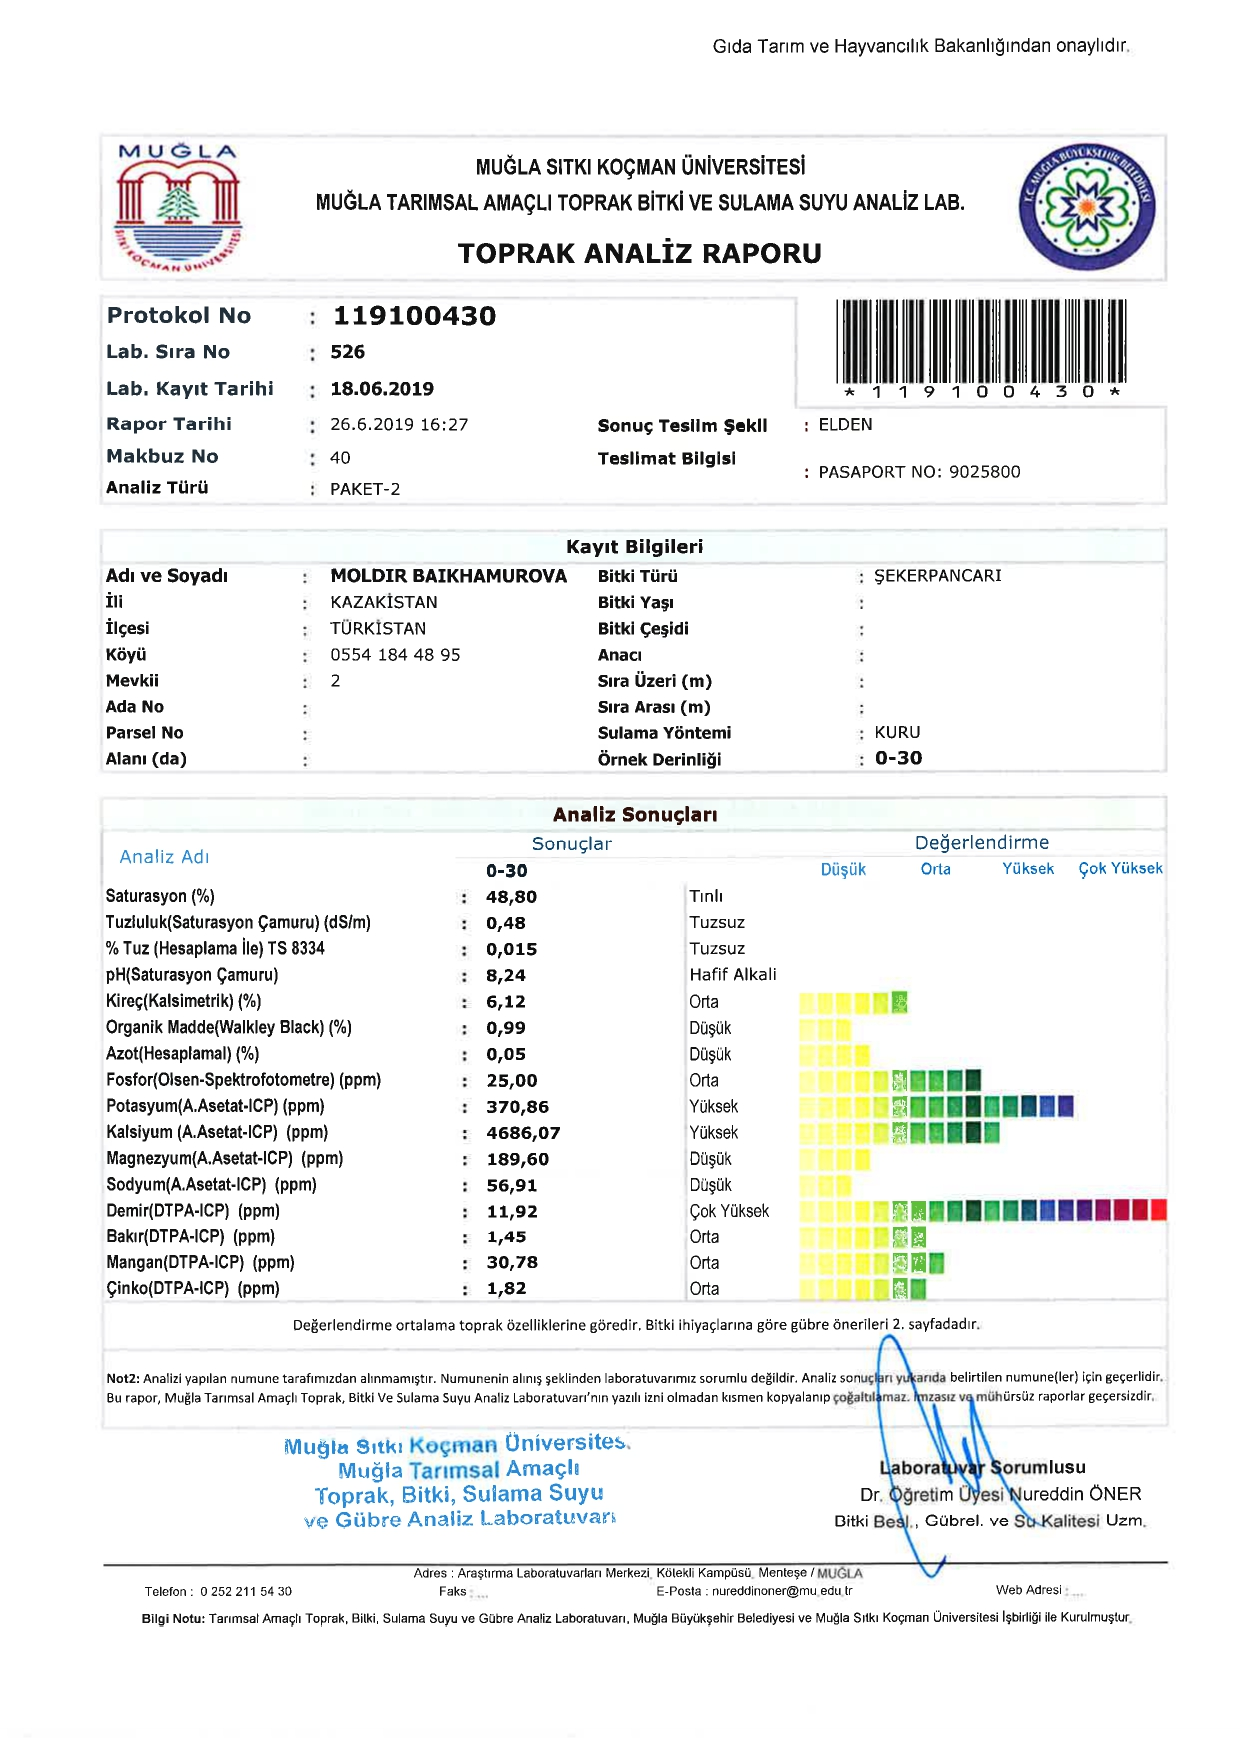 Gıda Tarım ve Hayvancılık Bakanlığından onaylıdır.
MUĞLA
SITKI KOÇMAN ÜNİVERSİTESİ
MUĞLA SITKI KOÇMAN ÜNİVERSİTESİ
MUĞLA TARIMSAL AMAÇLI TOPRAK BİTKİ VE SULAMA SUYU ANALİZ LAB.
TOPRAK ANALİZ RAPORU
T.C. MUĞLA BÜYÜKŞEHİR BELEDİYESİ
Protokol No : 119100430
*119100430*
Lab. Sıra No : 526
Lab. Kayıt Tarihi : 18.06.2019
Rapor Tarihi : 26.6.2019 16:27 Sonuç Teslim Şekli : ELDEN
Makbuz No : 40 Teslimat Bilgisi : PASAPORT NO: 9025800
Analiz Türü : PAKET-2
Kayıt Bilgileri
Adı ve Soyadı : MOLDIR BAIKHAMUROVA Bitki Türü : ŞEKERPANCARI
İli : KAZAKİSTAN Bitki Yaşı :
İlçesi : TÜRKİSTAN Bitki Çeşidi :
Köyü : 0554 184 48 95 Anacı :
Mevkii : 2 Sıra Üzeri (m) :
Ada No : Sıra Arası (m) :
Parsel No : Sulama Yöntemi : KURU
Alanı (da) : Örnek Derinliği : 0-30
Analiz Sonuçları
Analiz Adı Sonuçlar Değerlendirme
0-30 Düşük Orta Yüksek Çok Yüksek
Saturasyon (%) : 48,80 Tınlı
Tuzluluk(Saturasyon Çamuru) (dS/m) : 0,48 Tuzsuz
% Tuz (Hesaplama İle) TS 8334 : 0,015 Tuzsuz
pH(Saturasyon Çamuru) : 8,24 Hafif Alkali
Kireç(Kalsimetrik) (%) : 6,12 Orta
Organik Madde(Walkley Black) (%) : 0,99 Düşük
Azot(Hesaplamal) (%) : 0,05 Düşük
Fosfor(Olsen-Spektrofotometre) (ppm) : 25,00 Orta
Potasyum(A.Asetat-ICP) (ppm) : 370,86 Yüksek
Kalsiyum (A.Asetat-ICP) (ppm) : 4686,07 Yüksek
Magnezyum(A.Asetat-ICP) (ppm) : 189,60 Düşük
Sodyum(A.Asetat-ICP) (ppm) : 56,91 Düşük
Demir(DTPA-ICP) (ppm) : 11,92 Çok Yüksek
Bakır(DTPA-ICP) (ppm) : 1,45 Orta
Mangan(DTPA-ICP) (ppm) : 30,78 Orta
Çinko(DTPA-ICP) (ppm) : 1,82 Orta
Değerlendirme ortalama toprak özelliklerine göredir. Bitki ihiyaçlarına göre gübre önerileri 2. sayfadadır.
Not2: Analizi yapılan numune tarafımızdan alınmamıştır. Numunenin alınış şeklinden laboratuvarımız sorumlu değildir. Analiz sonuçları yukarıda belirtilen numune(ler) için geçerlidir.
Bu rapor, Muğla Tarımsal Amaçlı Toprak, Bitki Ve Sulama Suyu Analiz Laboratuvarı'nın yazılı izni olmadan kısmen kopyalanıp çoğaltılamaz. İmzasız ve mühürsüz raporlar geçersizdir.
Muğla Sıtkı Koçman Üniversites.
Muğla Tarımsal Amaçlı
Toprak, Bitki, Sulama Suyu
ve Gübre Analiz Laboratuvarı
Laboratuvar Sorumlusu
Dr. Öğretim Üyesi Nureddin ÖNER
Bitki Besl., Gübrel. ve Su Kalitesi Uzm.
Adres : Araştırma Laboratuvarları Merkezi, Kötekli Kampüsü, Menteşe / MUĞLA
Telefon : 0 252 211 54 30 Faks : ... E-Posta : nureddinoner@mu.edu.tr Web Adresi : ...
Bilgi Notu: Tarımsal Amaçlı Toprak, Bitki, Sulama Suyu ve Gübre Analiz Laboratuvarı, Muğla Büyükşehir Belediyesi ve Muğla Sıtkı Koçman Üniversitesi İşbirliği ile Kurulmuştur.